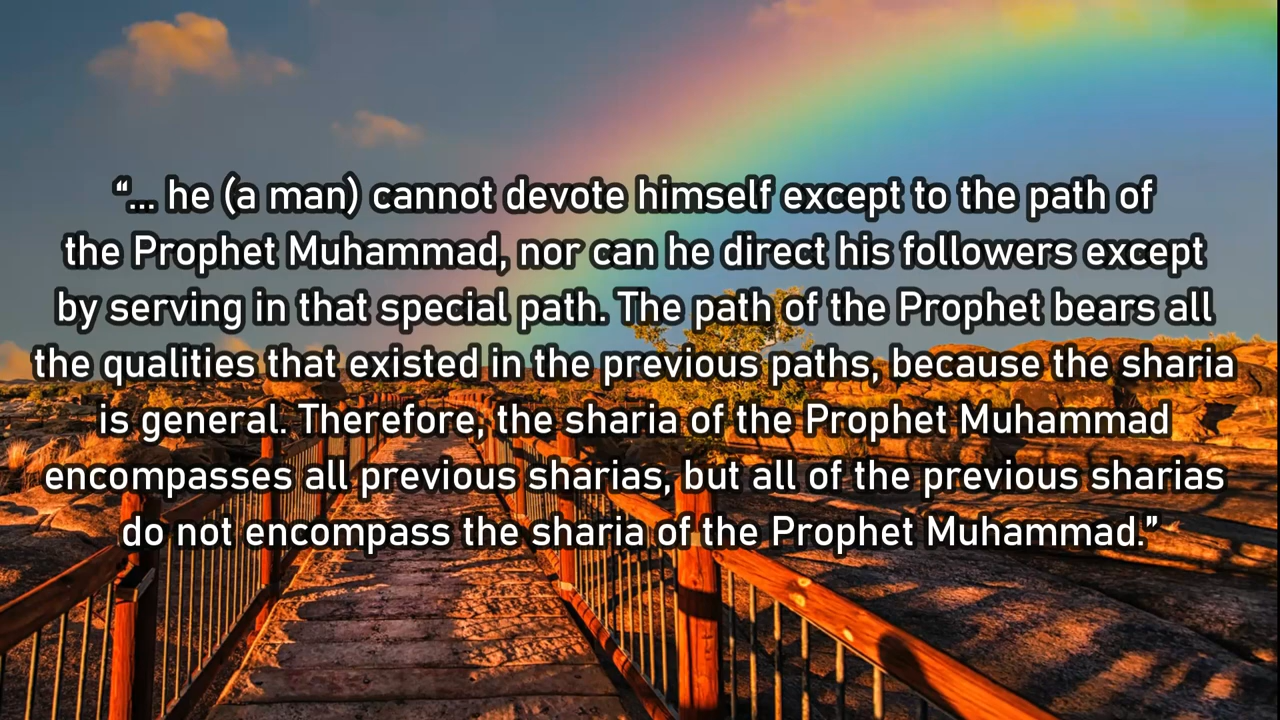 “... he (a man) cannot devote himself except to the path of
the Prophet Muhammad, nor can he direct his followers except
by serving in that special path. The path of the Prophet bears all
the qualities that existed in the previous paths, because the sharia
is general. Therefore, the sharia of the Prophet Muhammad
encompasses all previous sharias, but all of the previous sharias
do not encompass the sharia of the Prophet Muhammad.”